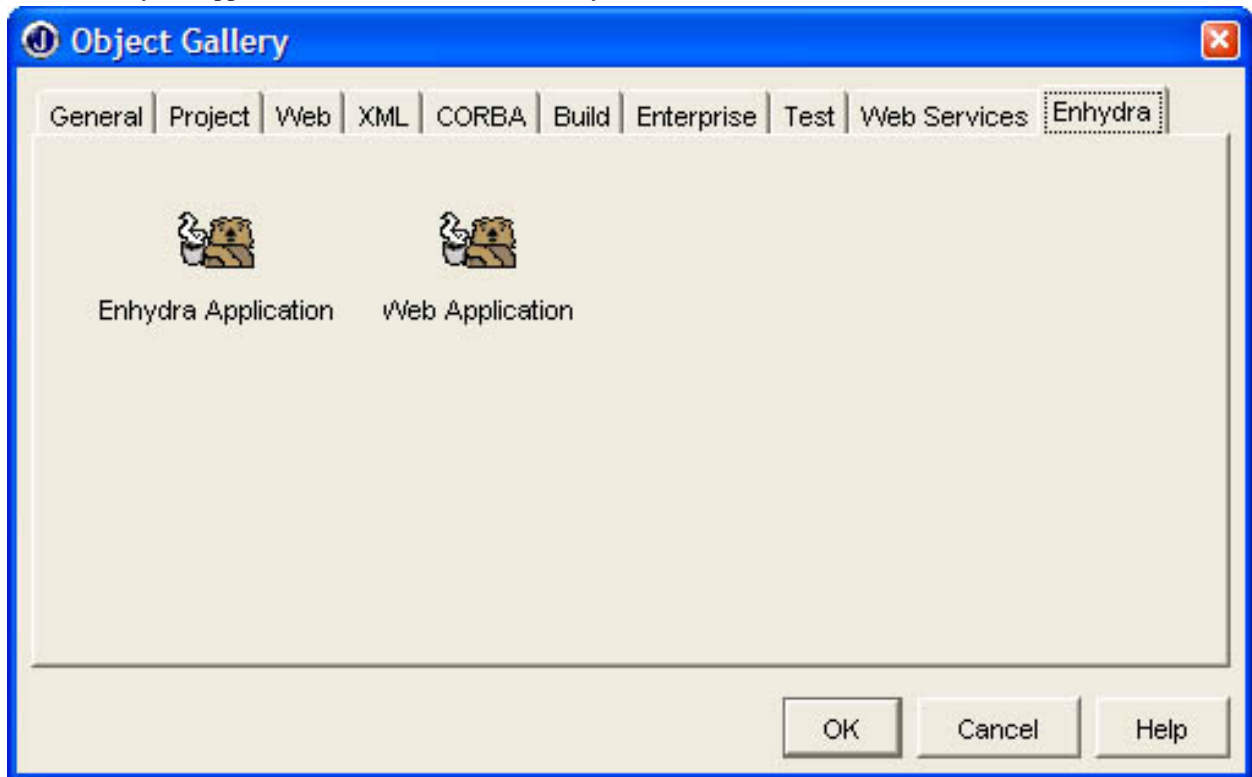 Object Gallery
General Project Web XML CORBA Build Enterprise Test Web Services Enhydra
Enhydra Application Web Application
OK Cancel Help